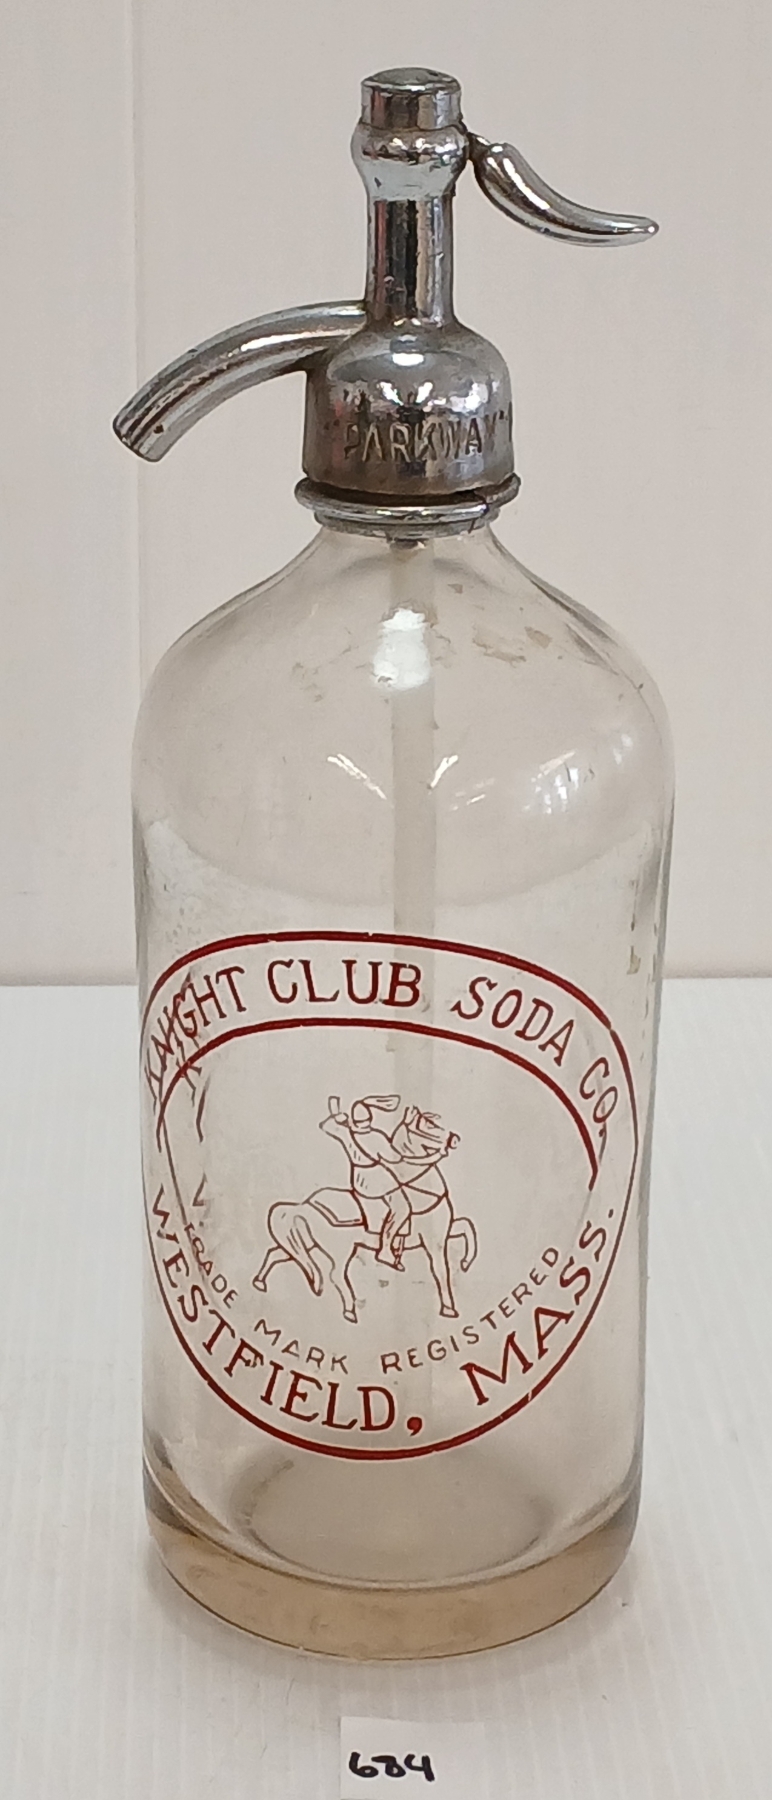 "PARKWAY"
KNIGHT CLUB SODA CO.
TRADE MARK REGISTERED
WESTFIELD, MASS.
684